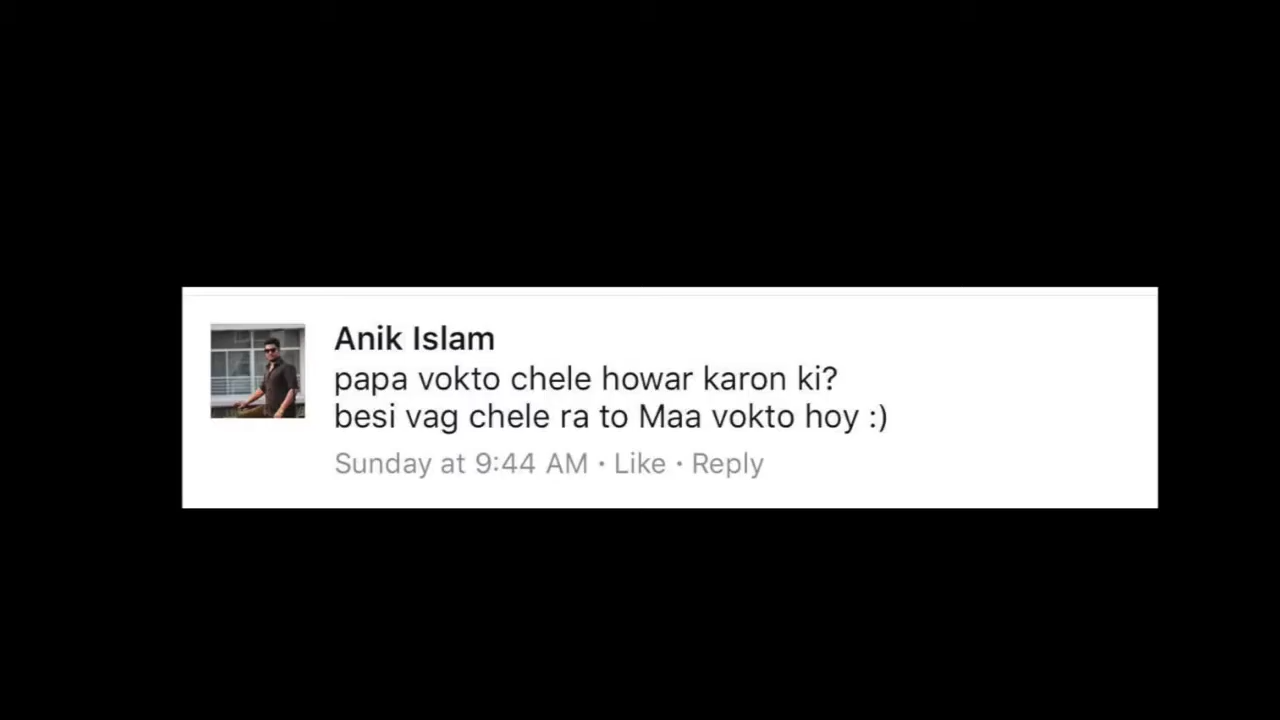 Anik Islam
papa vokto chele howar karon ki?
besi vag chele ra to Maa vokto hoy :)
Sunday at 9:44 AM · Like · Reply